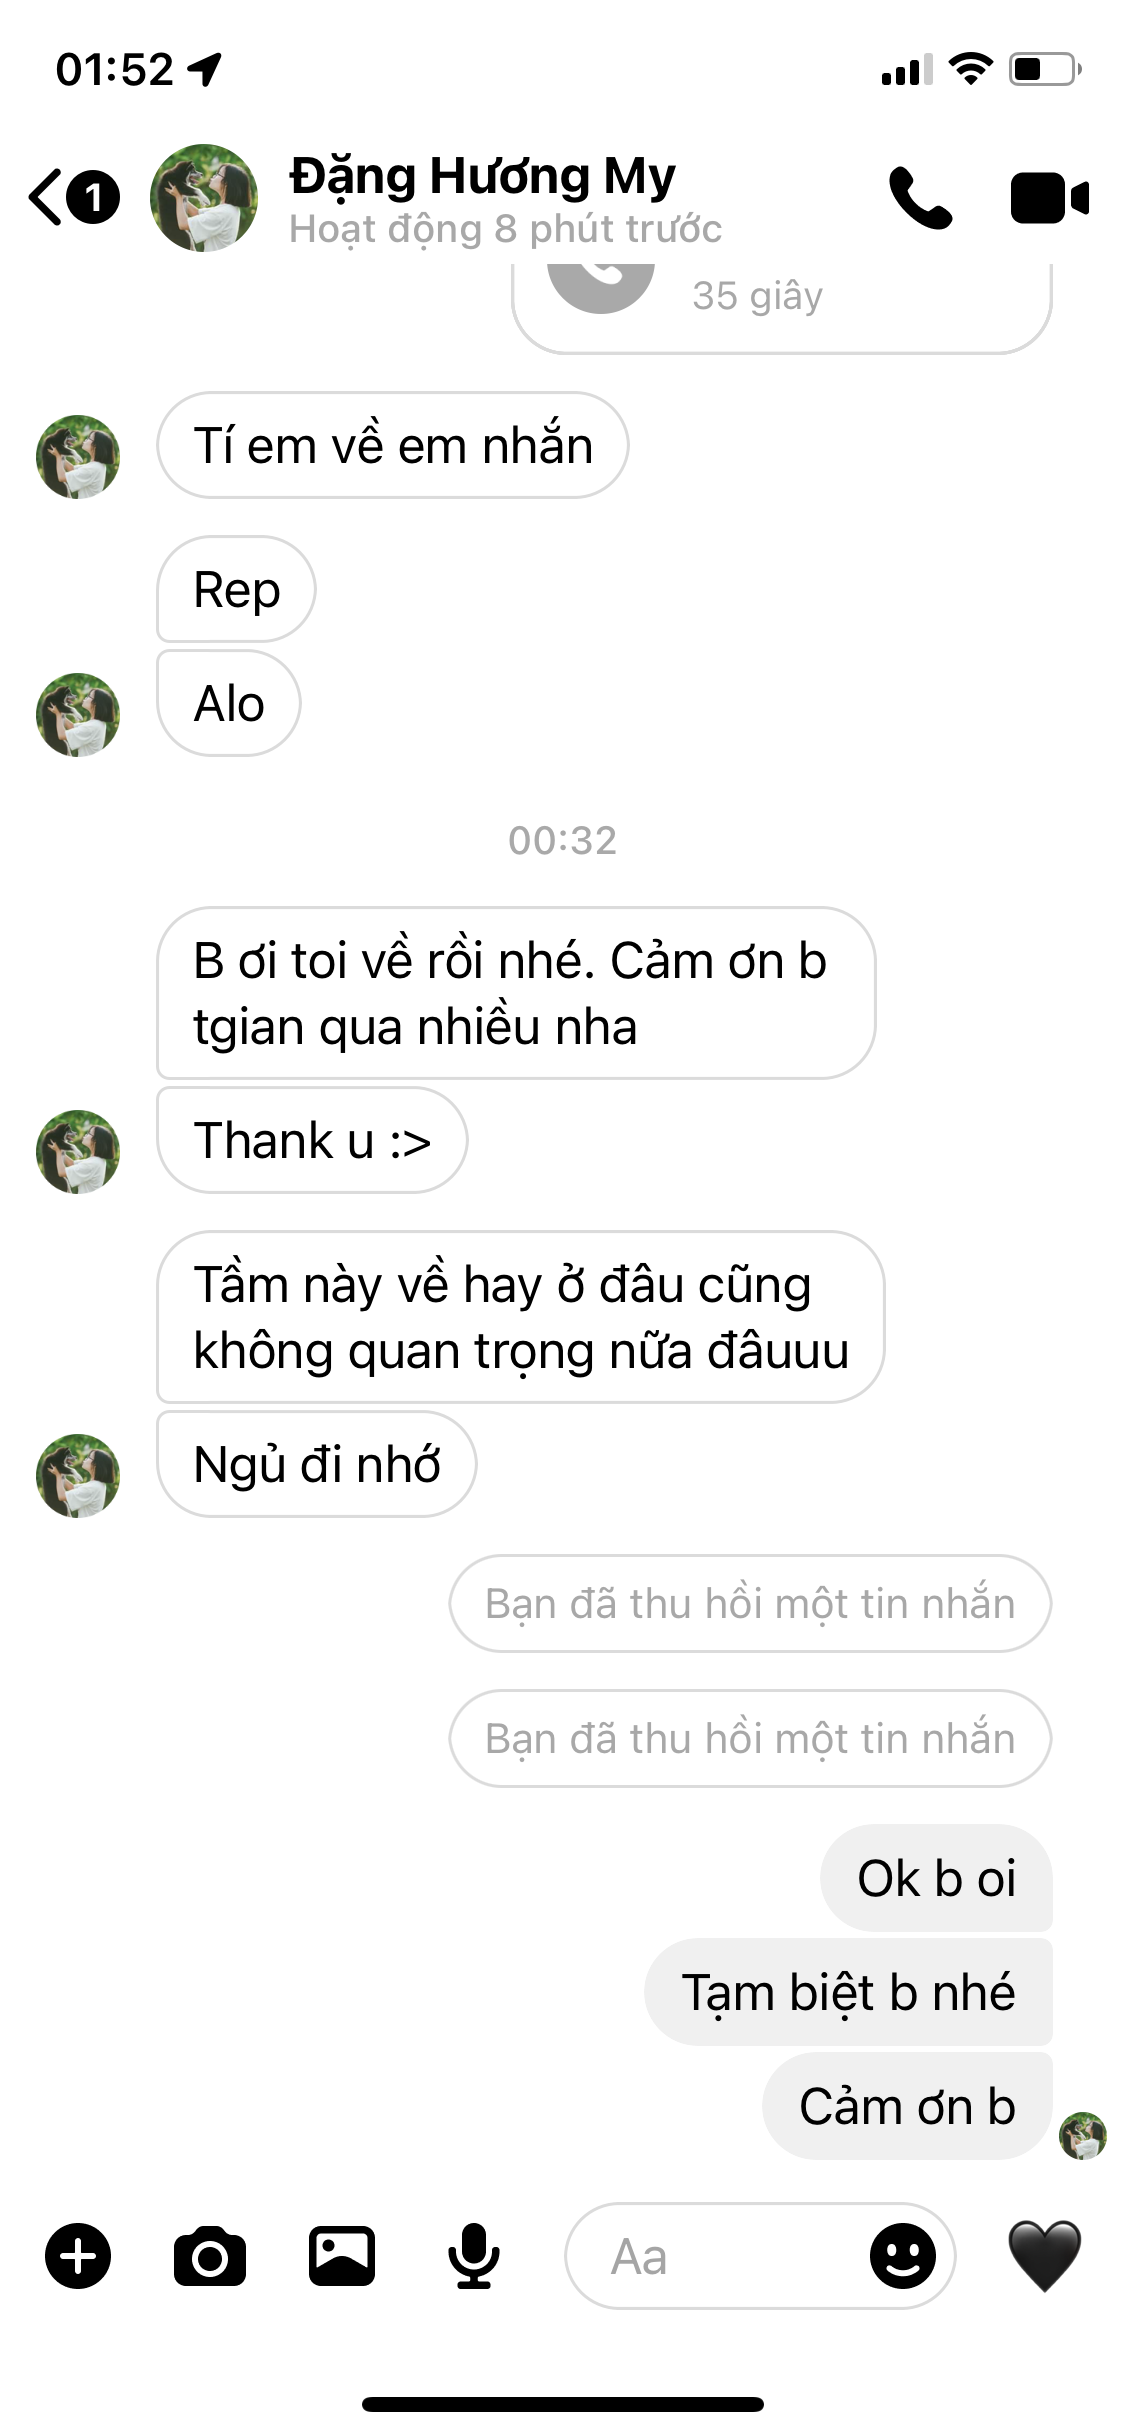 01:52
1
Đặng Hương My
Hoạt động 8 phút trước
35 giây
Tí em về em nhắn
Rep
Alo
00:32
B ơi toi về rồi nhé. Cảm ơn b
tgian qua nhiều nha
Thank u :>
Tầm này về hay ở đâu cũng
không quan trọng nữa đâuuu
Ngủ đi nhớ
Bạn đã thu hồi một tin nhắn
Bạn đã thu hồi một tin nhắn
Ok b oi
Tạm biệt b nhé
Cảm ơn b
Aa